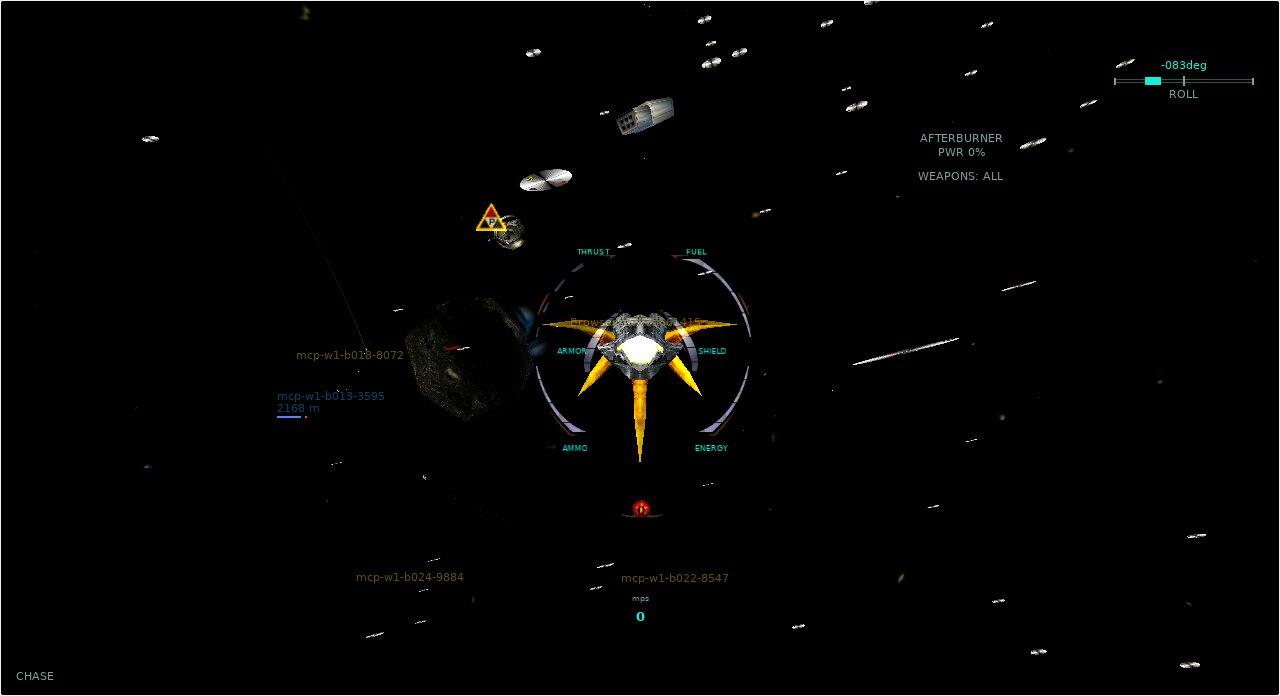 -083deg
ROLL
AFTERBURNER
PWR 0%
WEAPONS: ALL
P
THRUST
FUEL
ARMOR
SHIELD
mcp-w1-b018-8072
mcp-w1-b013-3595
2168 m
AMMO
ENERGY
mcp-w1-b024-9884
mcp-w1-b022-8547
mps
0
CHASE